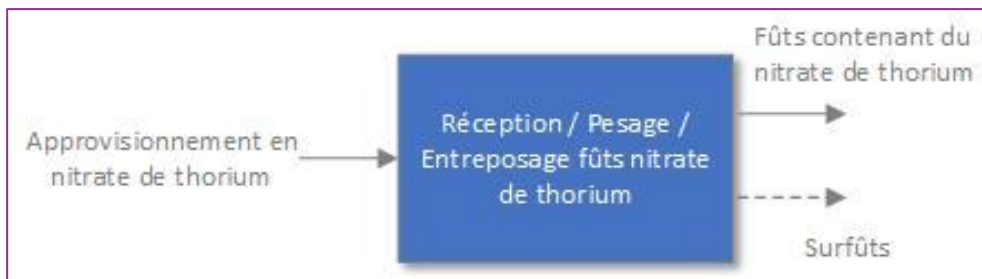 Fûts contenant du
nitrate de thorium
Approvisionnement en
nitrate de thorium
Réception / Pesage /
Entreposage fûts nitrate
de thorium
Surfûts